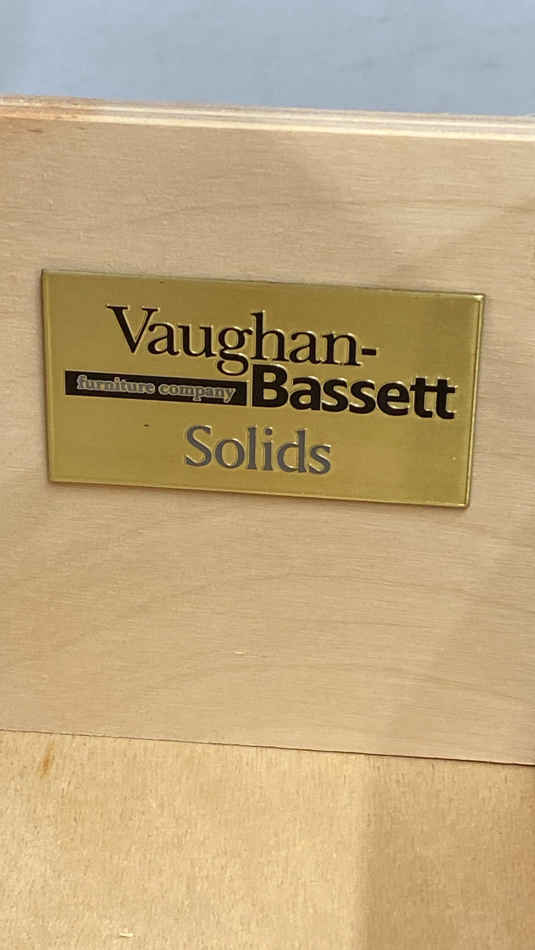 Vaughan-
furniture company Bassett
Solids